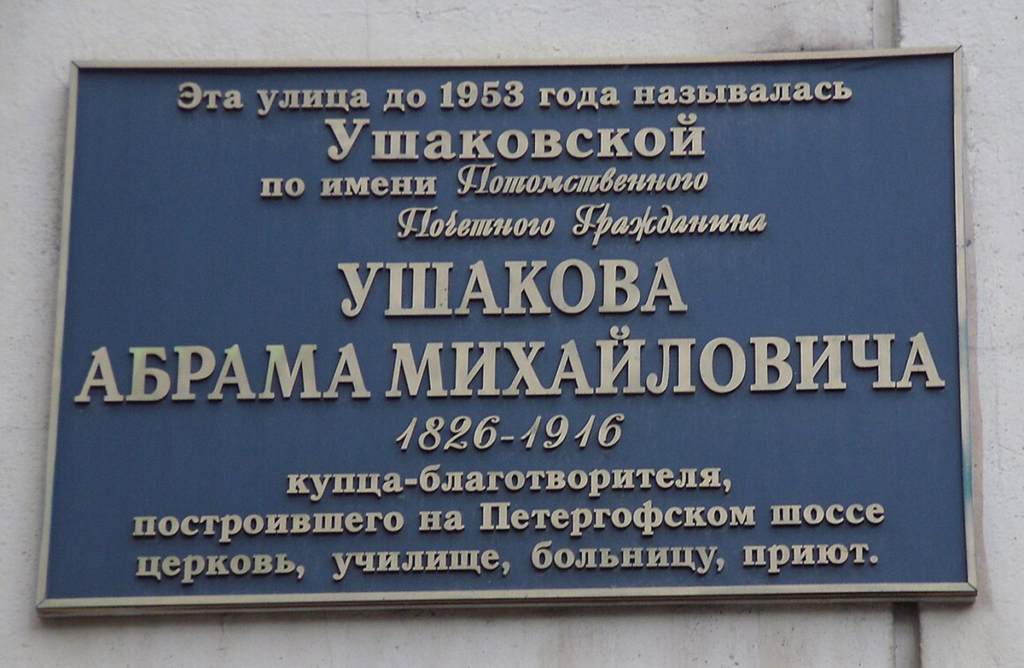 Эта улица до 1953 года называлась
Ушаковской
по имени Потомственного
Почетного Гражданина
УШАКОВА
АБРАМА МИХАЙЛОВИЧА
1826-1916
купца-благотворителя,
построившего на Петергофском шоссе
церковь, училище, больницу, приют.